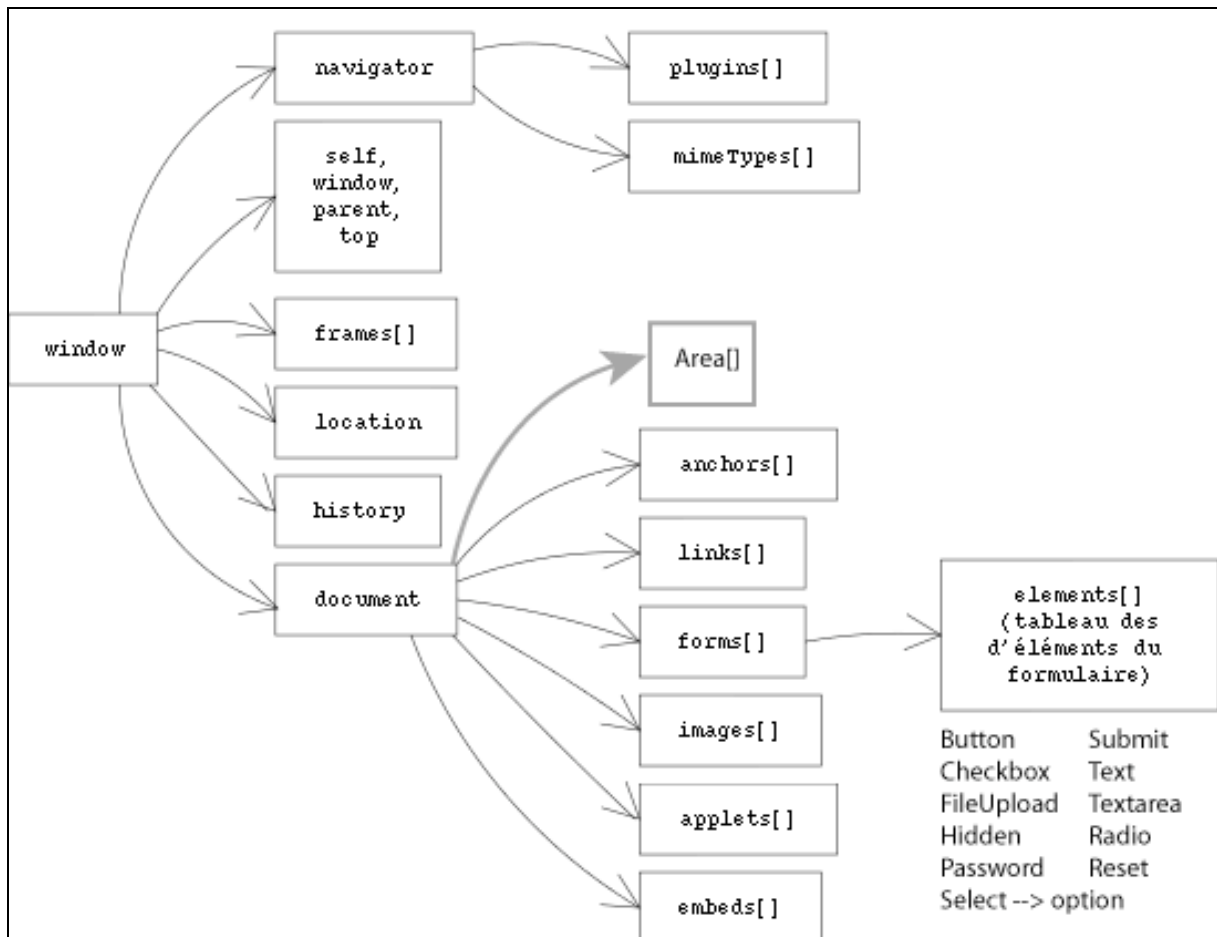 navigator
plugins[]
mimeTypes[]
self,
window,
parent,
top
window
frames[]
location
history
document
Area[]
anchors[]
links[]
forms[]
images[]
applets[]
embeds[]
elements[]
(tableau des
d'éléments du
formulaire)
Button Submit
Checkbox Text
FileUpload Textarea
Hidden Radio
Password Reset
Select --> option